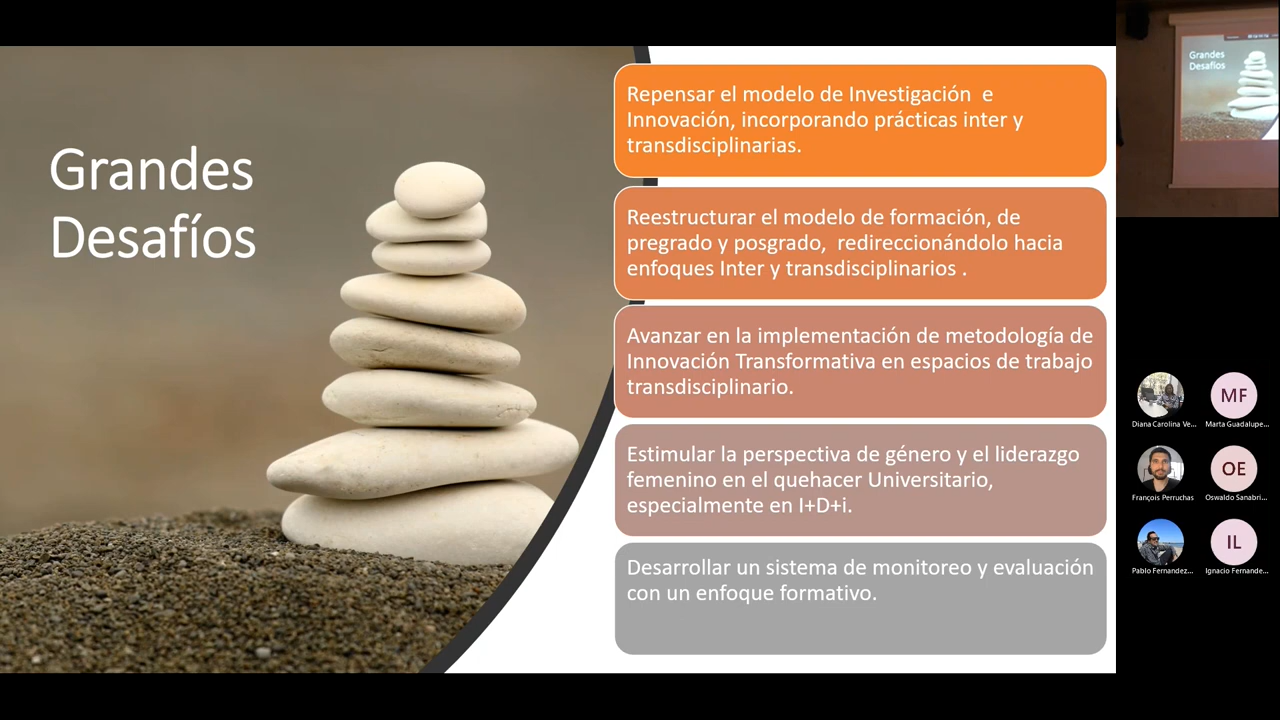 Grandes
Desafíos
Repensar el modelo de Investigación e
Innovación, incorporando prácticas inter y
transdisciplinarias.
Reestructurar el modelo de formación, de
pregrado y posgrado, redireccionándolo hacia
enfoques Inter y transdisciplinarios .
Avanzar en la implementación de metodología de
Innovación Transformativa en espacios de trabajo
transdisciplinario.
Estimular la perspectiva de género y el liderazgo
femenino en el quehacer Universitario,
especialmente en I+D+i.
Desarrollar un sistema de monitoreo y evaluación
con un enfoque formativo.
Grandes
Desafíos
MF
Diana Carolina Ve...
Marta Guadalupe...
OE
François Perruchas
Oswaldo Sanabri...
IL
Pablo Fernandez...
Ignacio Fernande...